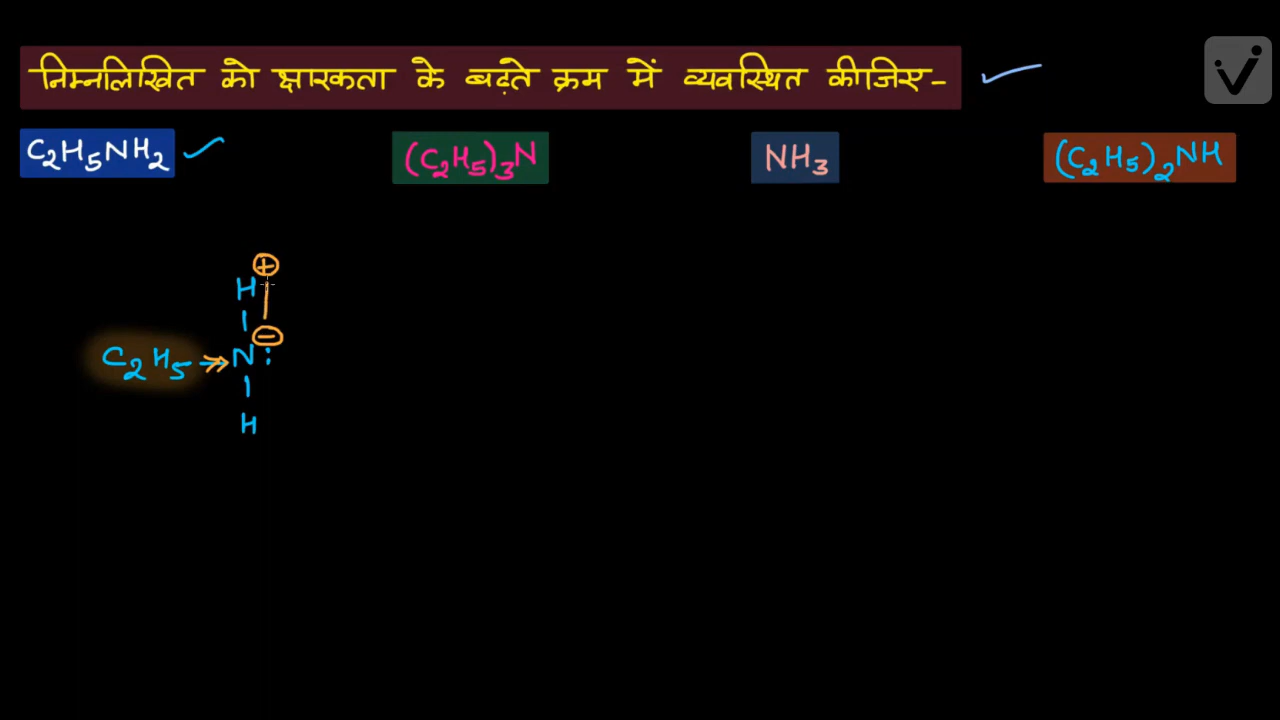 निम्नलिखित को क्षारकता के बढ़ते क्रम में व्यवस्थित कीजिए-
C₂H₅NH₂ (C₂H₅)₃N NH₃ (C₂H₅)₂NH
⊕
H
⊖
C₂H₅→N:
H